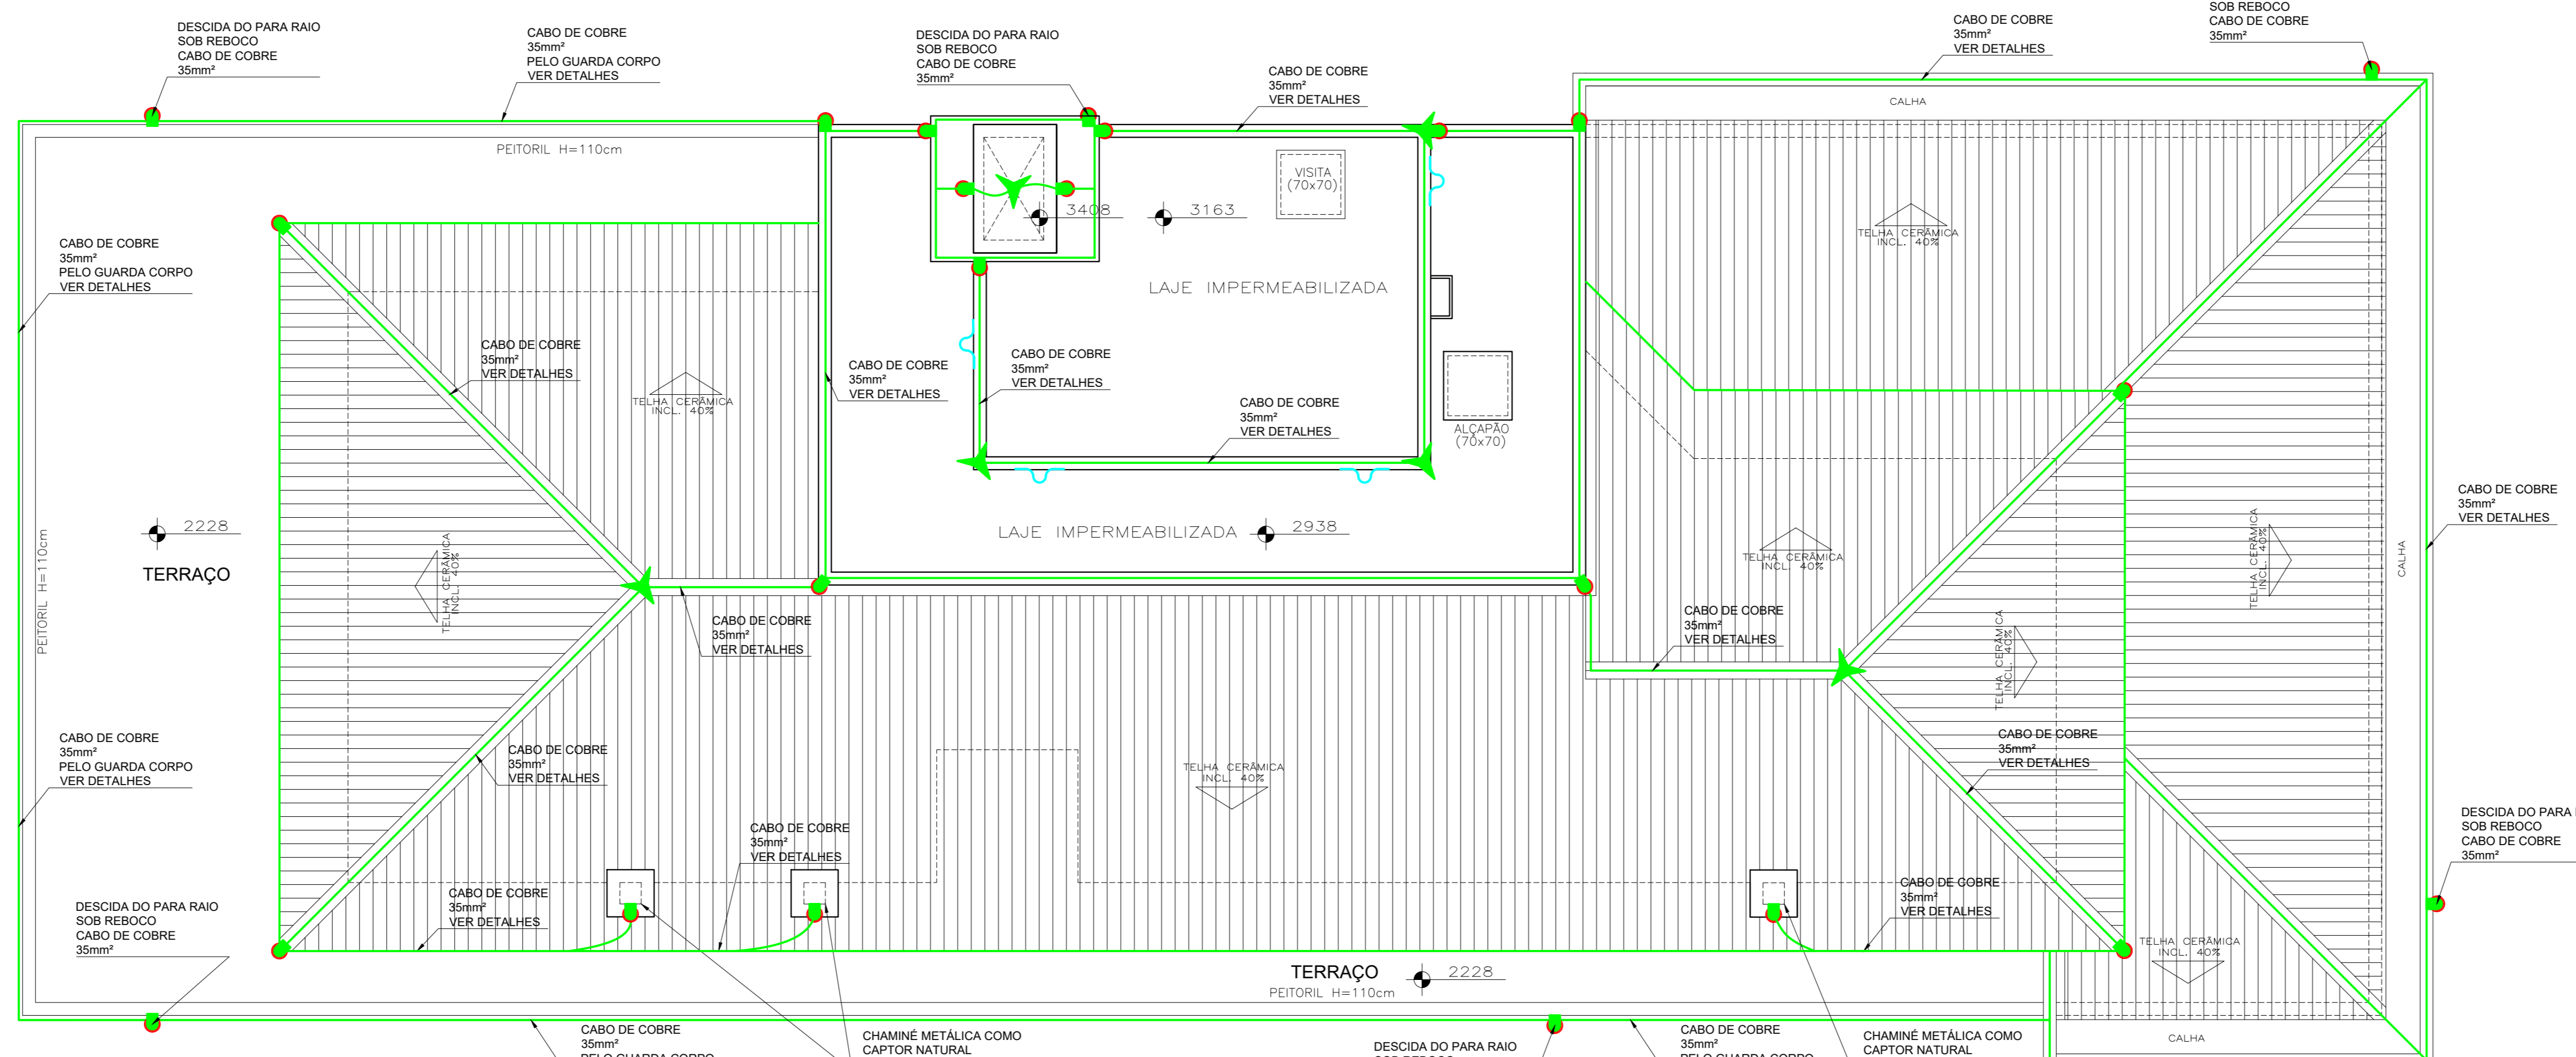 DESCIDA DO PARA RAIO
SOB REBOCO
CABO DE COBRE
35mm²
CABO DE COBRE
35mm²
PELO GUARDA CORPO
VER DETALHES
DESCIDA DO PARA RAIO
SOB REBOCO
CABO DE COBRE
35mm²
CABO DE COBRE
35mm²
VER DETALHES
CABO DE COBRE
35mm²
VER DETALHES
SOB REBOCO
CABO DE COBRE
35mm²
CALHA
PEITORIL H=110cm
VISITA
(70x70)
3408
3163
TELHA CERÂMICA
INCL. 40%
CABO DE COBRE
35mm²
PELO GUARDA CORPO
VER DETALHES
LAJE IMPERMEABILIZADA
CABO DE COBRE
35mm²
VER DETALHES
CABO DE COBRE
35mm²
VER DETALHES
CABO DE COBRE
35mm²
VER DETALHES
TELHA CERÂMICA
INCL. 40%
CABO DE COBRE
35mm²
VER DETALHES
ALÇAPÃO
(70x70)
CABO DE COBRE
35mm²
VER DETALHES
2228
TERRAÇO
PEITORIL H=110cm
TELHA CERÂMICA
INCL. 40%
LAJE IMPERMEABILIZADA
2938
TELHA CERÂMICA
INCL. 40%
TELHA CERÂMICA
INCL. 40%
CALHA
CABO DE COBRE
35mm²
VER DETALHES
CABO DE COBRE
35mm²
VER DETALHES
TELHA CERÂMICA
INCL. 40%
CABO DE COBRE
35mm²
PELO GUARDA CORPO
VER DETALHES
CABO DE COBRE
35mm²
VER DETALHES
TELHA CERÂMICA
INCL. 40%
CABO DE COBRE
35mm²
VER DETALHES
CABO DE COBRE
35mm²
VER DETALHES
DESCIDA DO PARA
SOB REBOCO
CABO DE COBRE
35mm²
DESCIDA DO PARA RAIO
SOB REBOCO
CABO DE COBRE
35mm²
CABO DE COBRE
35mm²
VER DETALHES
CABO DE COBRE
35mm²
VER DETALHES
TELHA CERÂMICA
INCL. 40%
TERRAÇO
2228
PEITORIL H=110cm
CABO DE COBRE
35mm²
PELO GUARDA CORPO
CHAMINÉ METÁLICA COMO
CAPTOR NATURAL
DESCIDA DO PARA RAIO
SOB REBOCO
CABO DE COBRE
35mm²
PELO GUARDA CORPO
CHAMINÉ METÁLICA COMO
CAPTOR NATURAL
CALHA